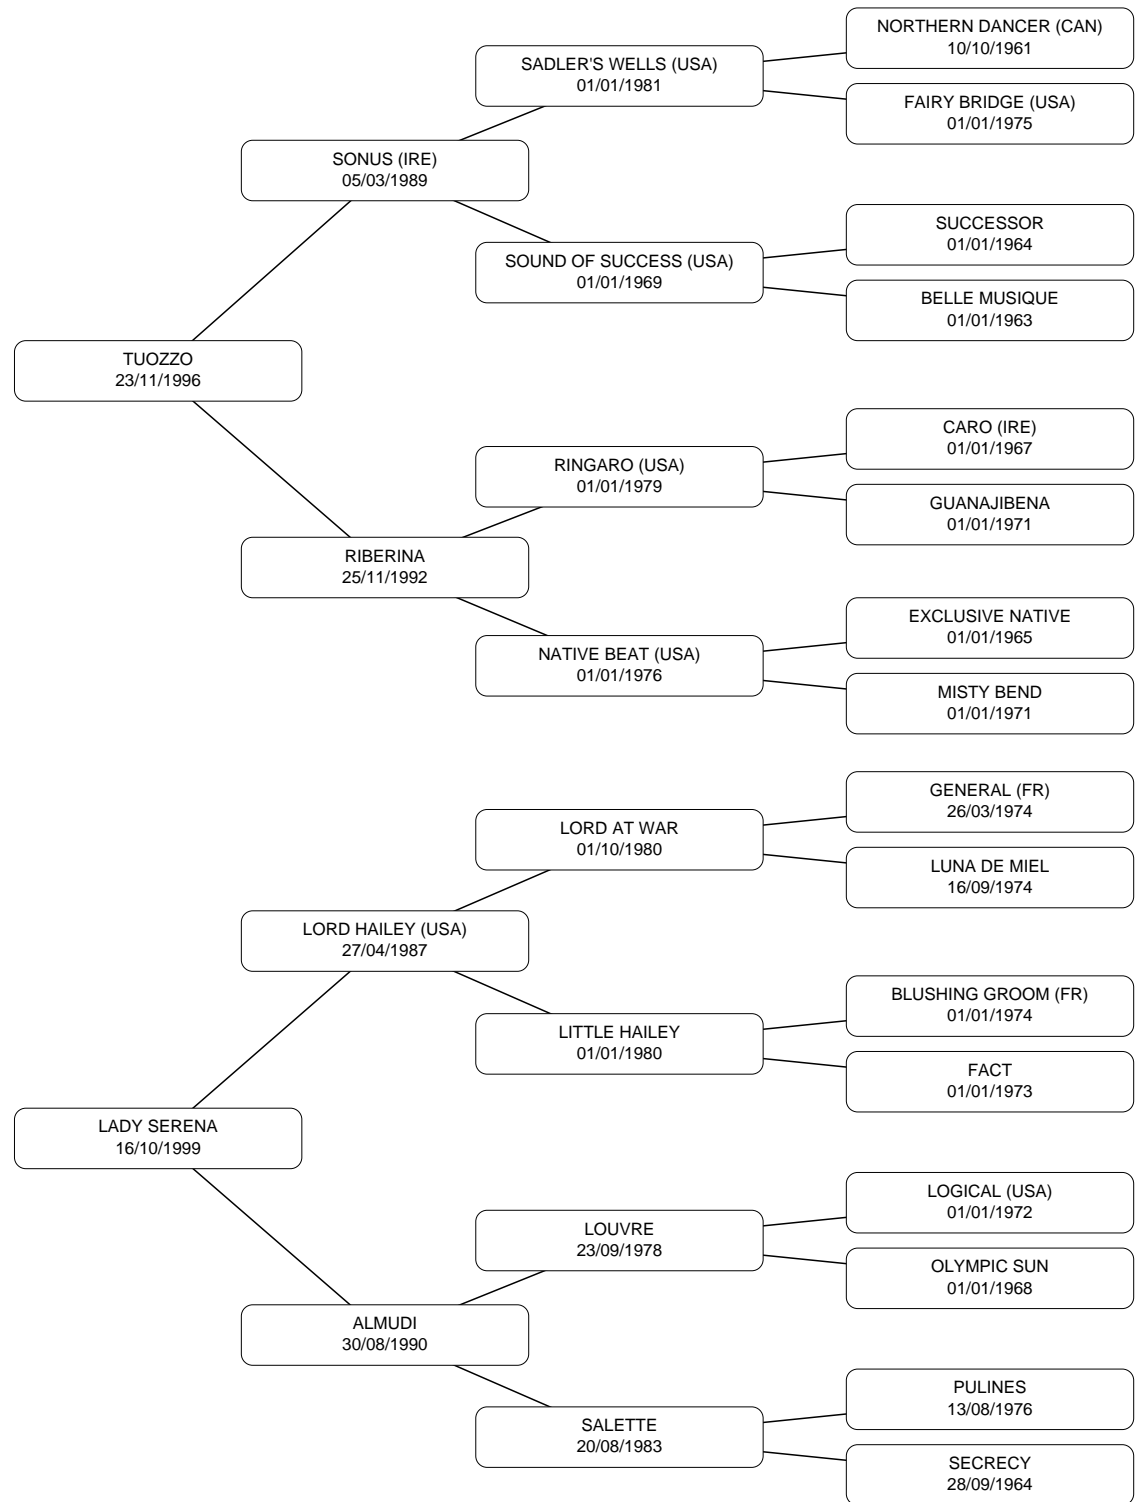 NORTHERN DANCER (CAN)
10/10/1961
SADLER'S WELLS (USA)
01/01/1981
FAIRY BRIDGE (USA)
01/01/1975
SONUS (IRE)
05/03/1989
SUCCESSOR
01/01/1964
SOUND OF SUCCESS (USA)
01/01/1969
BELLE MUSIQUE
01/01/1963
TUOZZO
23/11/1996
CARO (IRE)
01/01/1967
RINGARO (USA)
01/01/1979
GUANAJIBENA
01/01/1971
RIBERINA
25/11/1992
EXCLUSIVE NATIVE
01/01/1965
NATIVE BEAT (USA)
01/01/1976
MISTY BEND
01/01/1971
GENERAL (FR)
26/03/1974
LORD AT WAR
01/10/1980
LUNA DE MIEL
16/09/1974
LORD HAILEY (USA)
27/04/1987
BLUSHING GROOM (FR)
01/01/1974
LITTLE HAILEY
01/01/1980
FACT
01/01/1973
LADY SERENA
16/10/1999
LOGICAL (USA)
01/01/1972
LOUVRE
23/09/1978
OLYMPIC SUN
01/01/1968
ALMUDI
30/08/1990
PULINES
13/08/1976
SALETTE
20/08/1983
SECRECY
28/09/1964